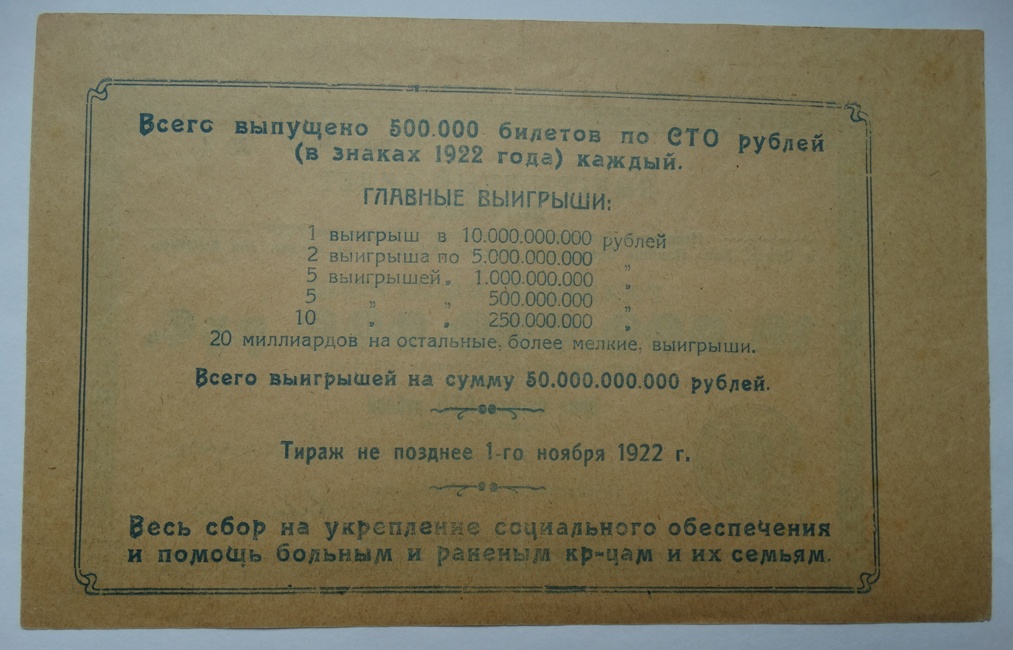 Всего выпущено 500.000 билетов по СТО рублей
(в знаках 1922 года) каждый.
ГЛАВНЫЕ ВЫИГРЫШИ:
1 выигрыш в 10.000.000.000 рублей
2 выигрыша по 5.000.000.000 „
5 выигрышей „ 1.000.000.000 „
5 „ „ 500.000.000 „
10 „ „ 250.000.000 „
20 миллиардов на остальные, более мелкие, выигрыши.
Всего выигрышей на сумму 50.000.000.000 рублей.
Тираж не позднее 1-го ноября 1922 г.
Весь сбор на укрепление социального обеспечения
и помощь больным и раненым кр-цам и их семьям.